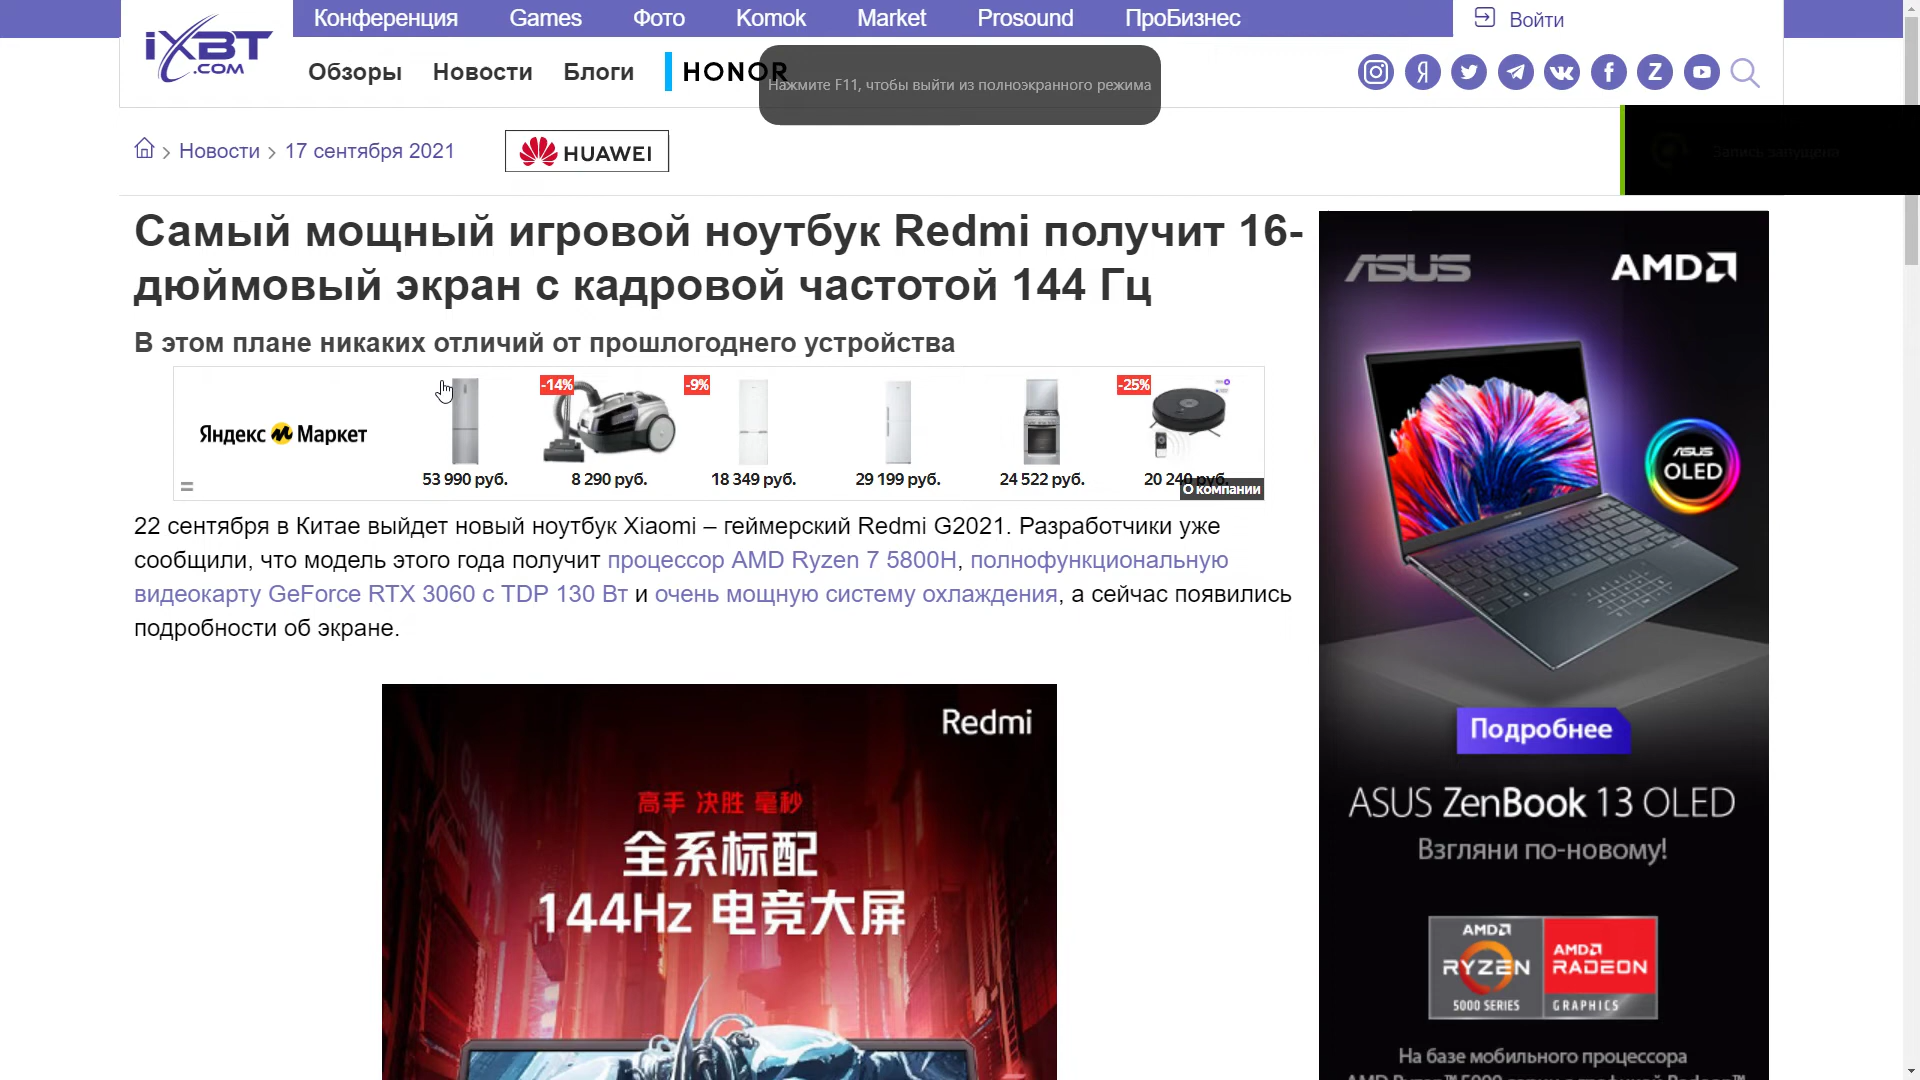 Конференция Games Фото Komok Market Prosound ПроБизнес
Войти
iXBT
.COM
Обзоры Новости Блоги HONOR
Нажмите F11, чтобы выйти из полноэкранного режима
Новости 17 сентября 2021
HUAWEI
Запись запущена
Самый мощный игровой ноутбук Redmi получит 16-
дюймовый экран с кадровой частотой 144 Гц
В этом плане никаких отличий от прошлогоднего устройства
-14% -9% -25%
Яндекс Маркет
53 990 руб. 8 290 руб. 18 349 руб. 29 199 руб. 24 522 руб. 20 240 руб.
О компании
22 сентября в Китае выйдет новый ноутбук Xiaomi – геймерский Redmi G2021. Разработчики уже
сообщили, что модель этого года получит процессор AMD Ryzen 7 5800H, полнофункциональную
видеокарту GeForce RTX 3060 с TDP 130 Вт и очень мощную систему охлаждения, а сейчас появились
подробности об экране.
Redmi
高手 决胜 毫秒
全系标配
144Hz 电竞大屏
ASUS AMD
ASUS
OLED
Подробнее
ASUS ZenBook 13 OLED
Взгляни по-новому!
AMD
RYZEN
5000 SERIES
AMD
RADEON
GRAPHICS
На базе мобильного процессора